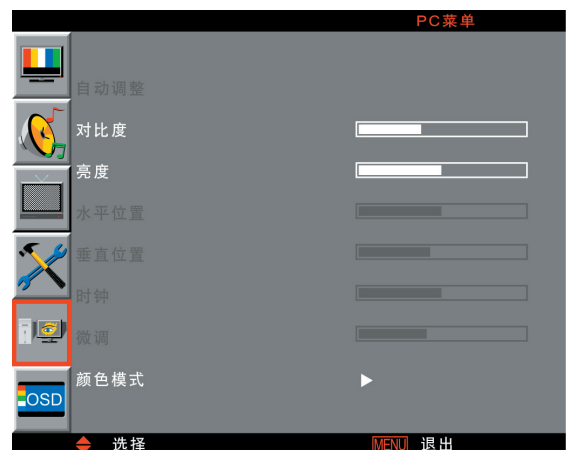 PC菜单
自动调整
对比度
亮度
水平位置
垂直位置
时钟
微调
颜色模式
OSD
选择 MENU 退出